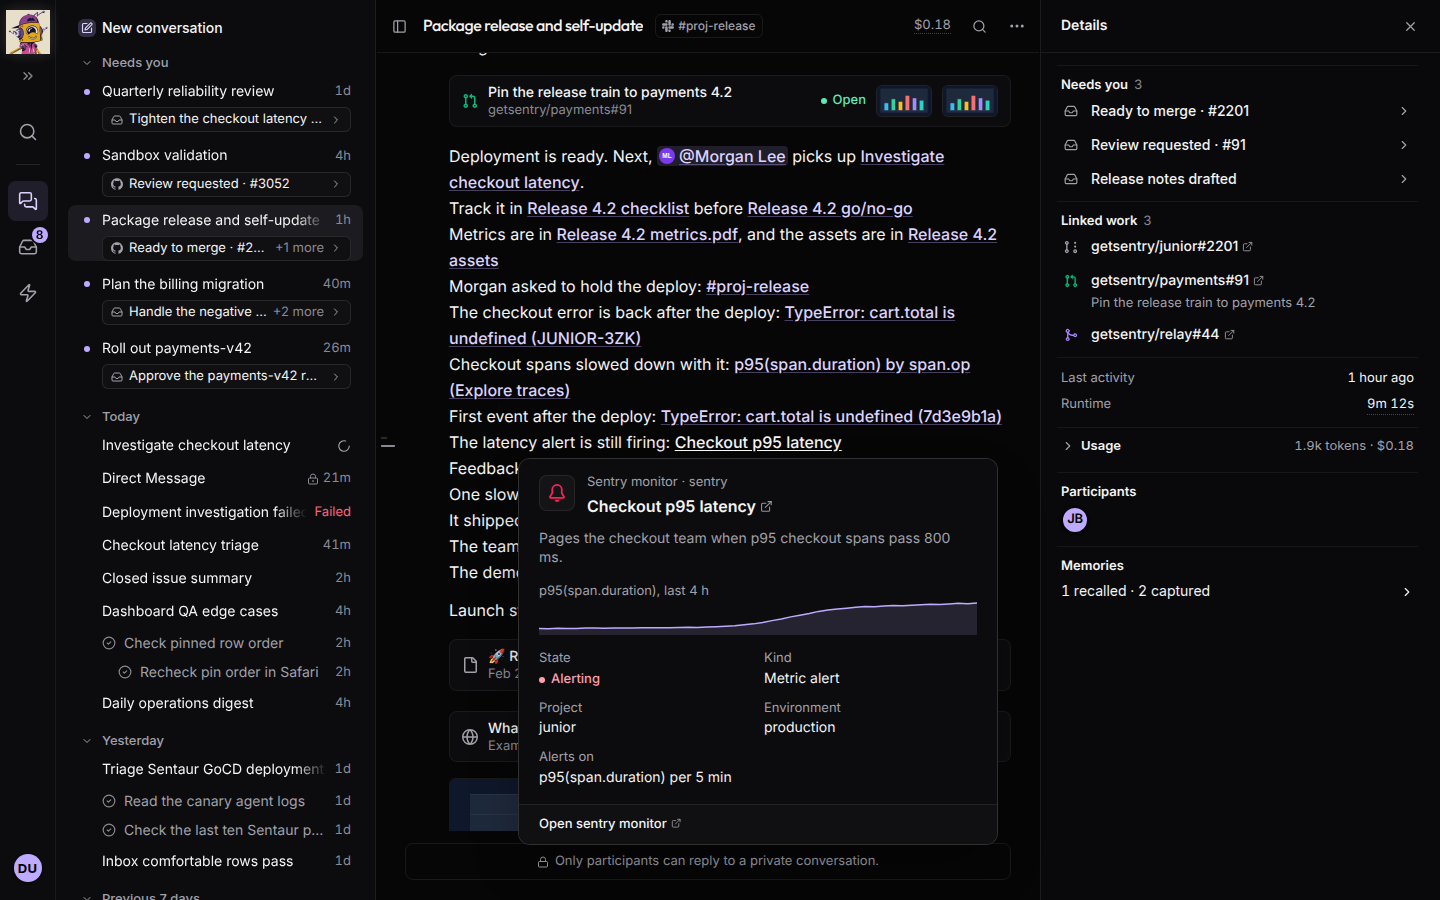 New conversation
Needs you
Quarterly reliability review 1d
Tighten the checkout latency ...
Sandbox validation 4h
Review requested · #3052
Package release and self-update 1h
Ready to merge · #2... +1 more
Plan the billing migration 40m
Handle the negative ... +2 more
Roll out payments-v42 26m
Approve the payments-v42 r...
Today
Investigate checkout latency
Direct Message 21m
Deployment investigation failed Failed
Checkout latency triage 41m
Closed issue summary 2h
Dashboard QA edge cases 4h
Check pinned row order 2h
Recheck pin order in Safari 2h
Daily operations digest 4h
Yesterday
Triage Sentaur GoCD deployment 1d
Read the canary agent logs 1d
Check the last ten Sentaur p... 1d
Inbox comfortable rows pass 1d
Previous 7 days
8
DU
Package release and self-update #proj-release $0.18
Pin the release train to payments 4.2
getsentry/payments#91
Open
Deployment is ready. Next, ML @Morgan Lee picks up Investigate
checkout latency.
Track it in Release 4.2 checklist before Release 4.2 go/no-go
Metrics are in Release 4.2 metrics.pdf, and the assets are in Release 4.2
assets
Morgan asked to hold the deploy: #proj-release
The checkout error is back after the deploy: TypeError: cart.total is
undefined (JUNIOR-3ZK)
Checkout spans slowed down with it: p95(span.duration) by span.op
(Explore traces)
First event after the deploy: TypeError: cart.total is undefined (7d3e9b1a)
The latency alert is still firing: Checkout p95 latency
Feedback
One slow
It shipped
The team
The demo
Launch s
🚀 R
Feb 2
Wha
Exam
Sentry monitor · sentry
Checkout p95 latency
Pages the checkout team when p95 checkout spans pass 800
ms.
p95(span.duration), last 4 h
State Kind
Alerting Metric alert
Project Environment
junior production
Alerts on
p95(span.duration) per 5 min
Open sentry monitor
Only participants can reply to a private conversation.
Details
Needs you 3
Ready to merge · #2201
Review requested · #91
Release notes drafted
Linked work 3
getsentry/junior#2201
getsentry/payments#91
Pin the release train to payments 4.2
getsentry/relay#44
Last activity 1 hour ago
Runtime 9m 12s
Usage 1.9k tokens · $0.18
Participants
JB
Memories
1 recalled · 2 captured